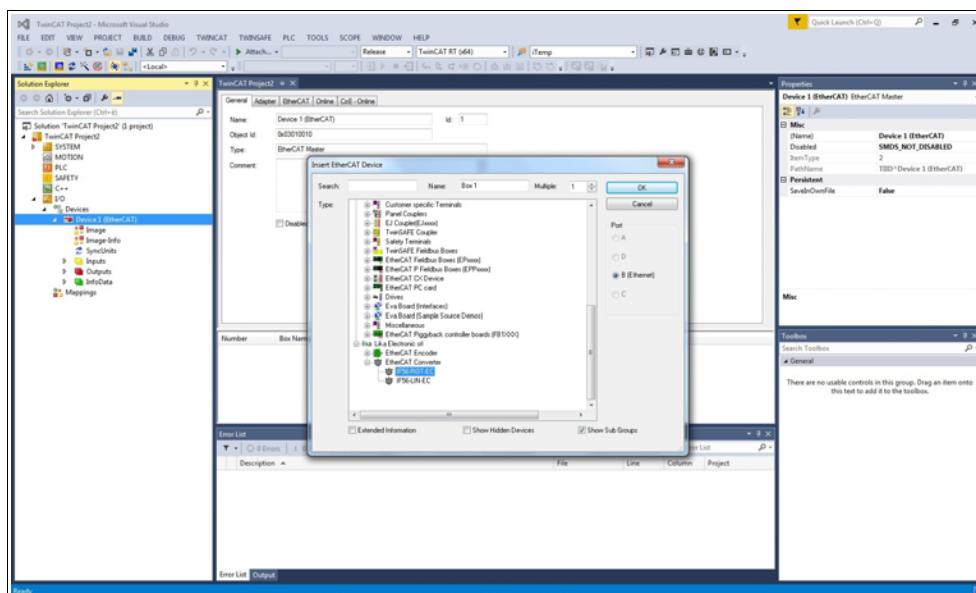 TwinCAT Project2 - Microsoft Visual Studio
Quick Launch (Ctrl+Q)
FILE EDIT VIEW PROJECT BUILD DEBUG TWINCAT TWINSAFE PLC TOOLS SCOPE WINDOW HELP
Attach...
Release
TwinCAT RT (x64)
iTemp
<Local>
Solution Explorer
Search Solution Explorer (Ctrl+è)
Solution 'TwinCAT Project2' (1 project)
TwinCAT Project2
SYSTEM
MOTION
PLC
SAFETY
C++
I/O
Devices
Device 1 (EtherCAT)
Image
Image-Info
SyncUnits
Inputs
Outputs
InfoData
Mappings
TwinCAT Project2
General Adapter EtherCAT Online CoE - Online
Name: Device 1 (EtherCAT) Id: 1
Object Id: 0x03010010
Type: EtherCAT Master
Comment:
Disabled
Number Box Name
Insert EtherCAT Device
Search: Name: Box 1 Multiple: 1 OK
Cancel
Type:
Customer specific Terminals
Panel Couplers
EJ Coupler(EJxxxx)
TwinSAFE Coupler
Safety Terminals
TwinSAFE Fieldbus Boxes
EtherCAT Fieldbus Boxes (EPxxxx)
EtherCAT P Fieldbus Boxes (EPPxxxx)
EtherCAT CX Device
EtherCAT PC card
Drives
Eva Board (Interfaces)
Eva Board (Sample Source Demos)
Miscellaneous
EtherCAT Piggyback controller boards (FB1XXX)
Lika Electronic srl
EtherCAT Encoder
EtherCAT Converter
IF56-ROT-EC
IF56-LIN-EC
Port
A
D
B (Ethernet)
C
Extended Information Show Hidden Devices Show Sub Groups
Error List
0 Errors
Description File Line Column Project
Error List Output
Ready
Properties
Device 1 (EtherCAT) EtherCAT Master
Misc
(Name) Device 1 (EtherCAT)
Disabled SMDS_NOT_DISABLED
ItemType 2
PathName TIID^Device 1 (EtherCAT)
Persistent
SaveInOwnFile False
Misc
Toolbox
Search Toolbox
General
There are no usable controls in this group. Drag an item onto
this text to add it to the toolbox.